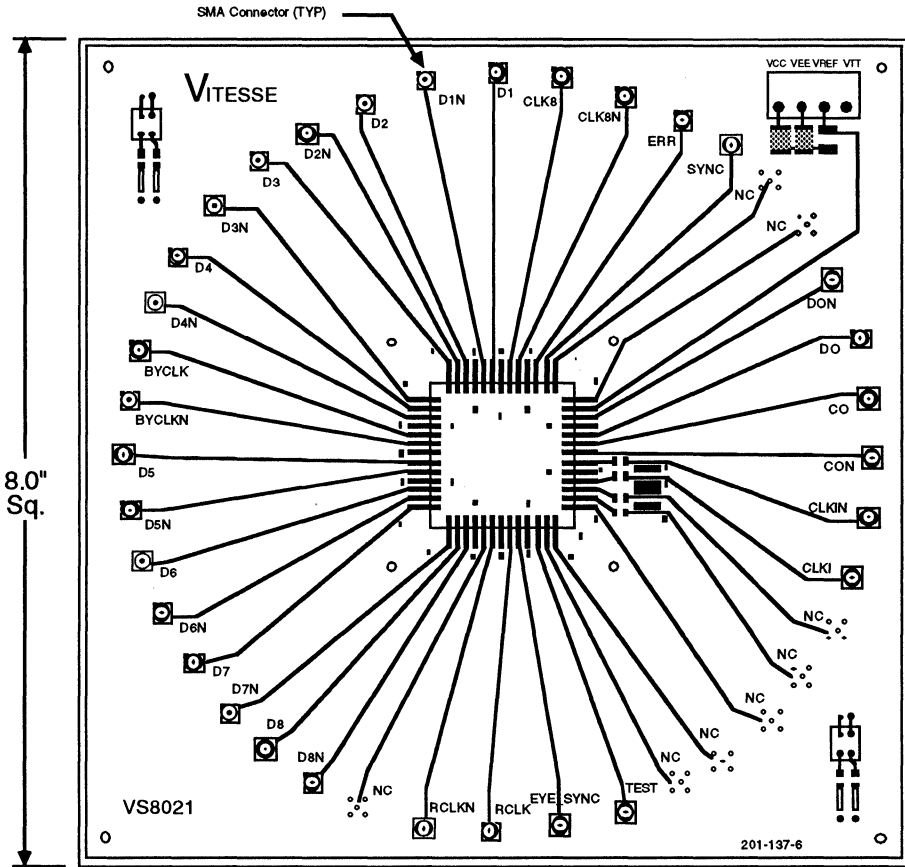 SMA Connector (TYP)
VITESSE
VCC VEE VREF VTT
D1N
D1
CLK8
CLK8N
ERR
SYNC
NC
NC
D2
D2N
D3
D3N
D4
D4N
BYCLK
BYCLKN
D5
D5N
D6
D6N
D7
D7N
D8
D8N
NC
RCLKN
RCLK
EYE_SYNC
TEST
NC
NC
NC
NC
NC
CLKI
CLKIN
CON
CO
DO
DON
8.0"
Sq.
VS8021
201-137-6